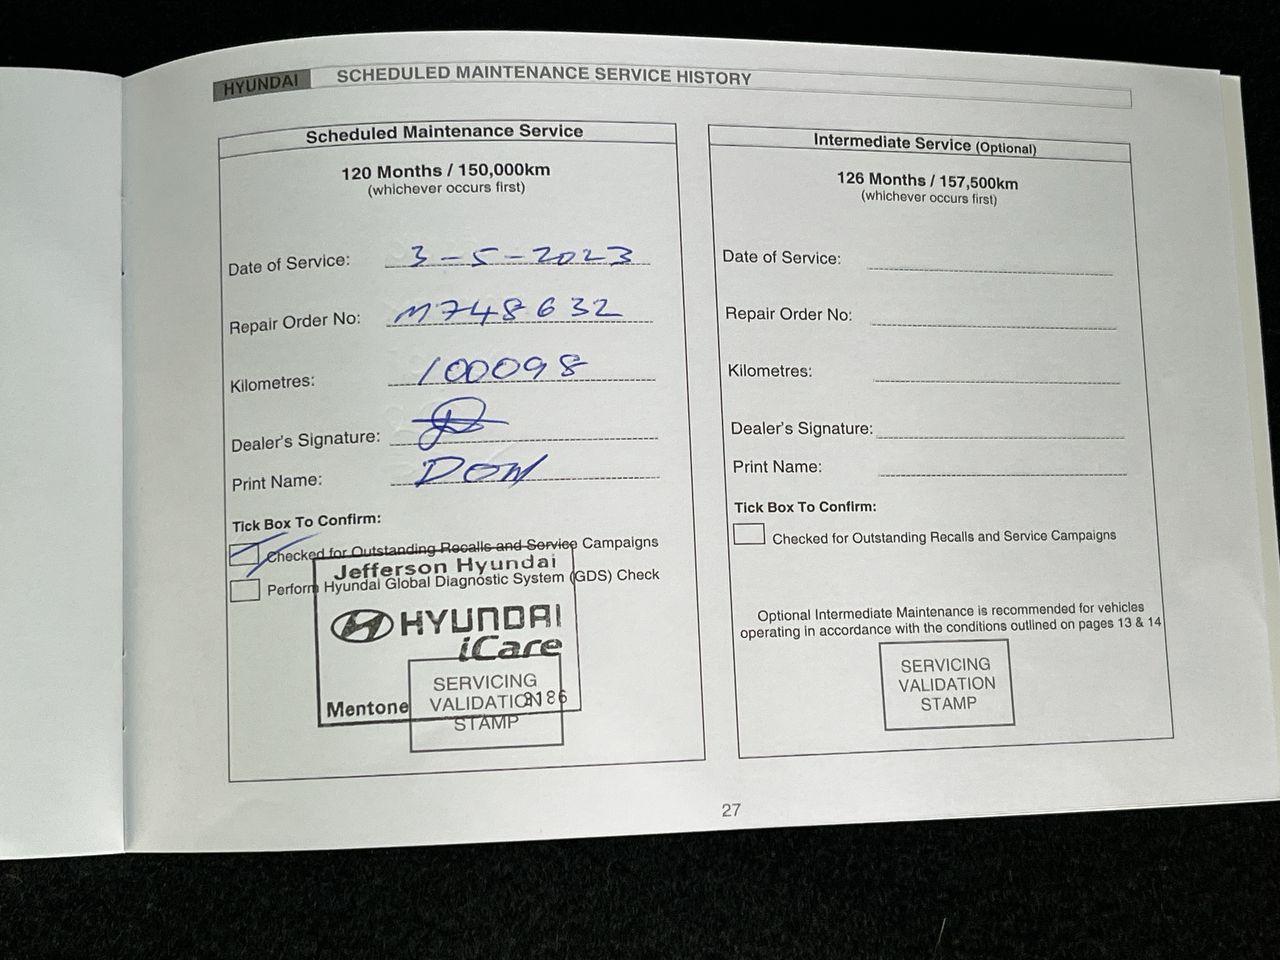 HYUNDAI SCHEDULED MAINTENANCE SERVICE HISTORY
Scheduled Maintenance Service
120 Months / 150,000km
(whichever occurs first)
Date of Service: 3-5-2023
Repair Order No: M748632
Kilometres: 100098
Dealer's Signature:
Print Name: DOM
Tick Box To Confirm:
Checked for Outstanding Recalls and Service Campaigns
Perform Hyundai Global Diagnostic System (GDS) Check
Jefferson Hyundai
HYUNDAI
iCare
Mentone 3186
SERVICING
VALIDATION
STAMP
Intermediate Service (Optional)
126 Months / 157,500km
(whichever occurs first)
Date of Service:
Repair Order No:
Kilometres:
Dealer's Signature:
Print Name:
Tick Box To Confirm:
Checked for Outstanding Recalls and Service Campaigns
Optional Intermediate Maintenance is recommended for vehicles
operating in accordance with the conditions outlined on pages 13 & 14
SERVICING
VALIDATION
STAMP
27